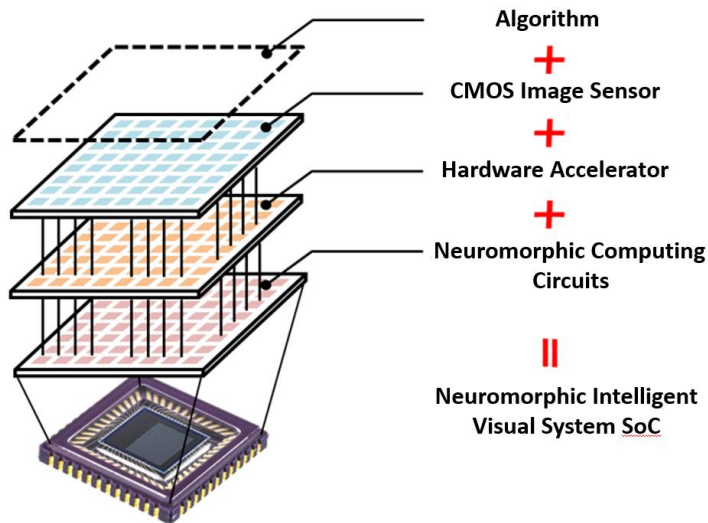 Algorithm
+
CMOS Image Sensor
+
Hardware Accelerator
+
Neuromorphic Computing
Circuits
=
Neuromorphic Intelligent
Visual System SoC